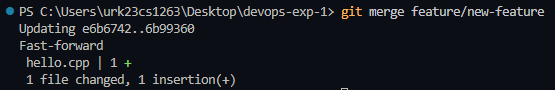 PS C:\Users\urk23cs1263\Desktop\devops-exp-1> git merge feature/new-feature
Updating e6b6742..6b99360
Fast-forward
 hello.cpp | 1 +
 1 file changed, 1 insertion(+)